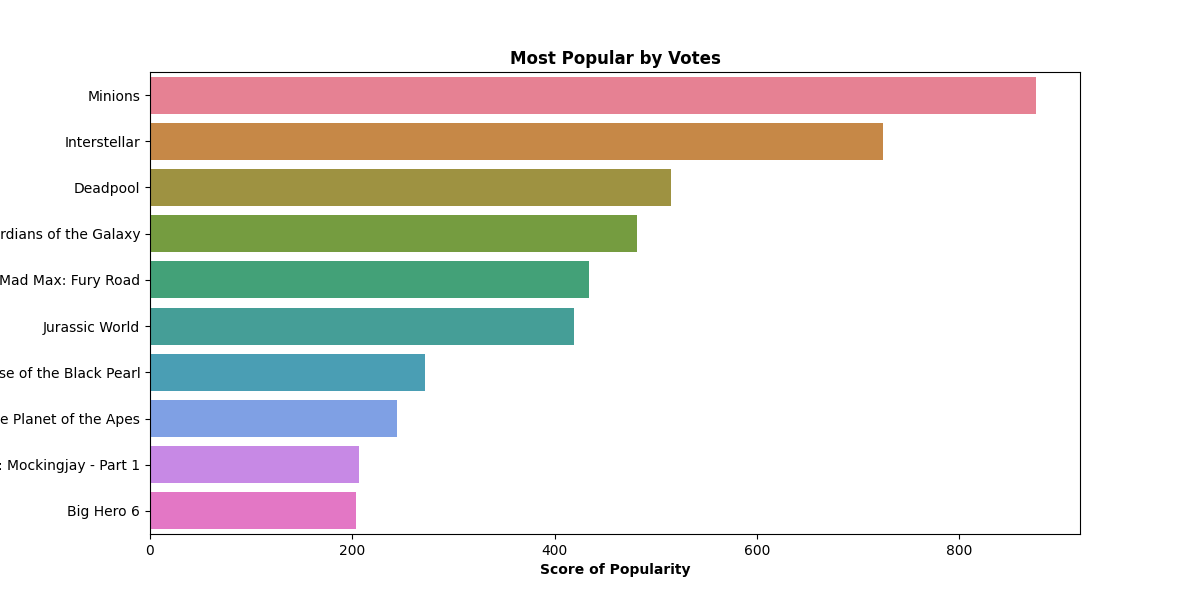 Most Popular by Votes
Minions
Interstellar
Deadpool
rdians of the Galaxy
Mad Max: Fury Road
Jurassic World
se of the Black Pearl
e Planet of the Apes
: Mockingjay - Part 1
Big Hero 6
0 200 400 600 800
Score of Popularity